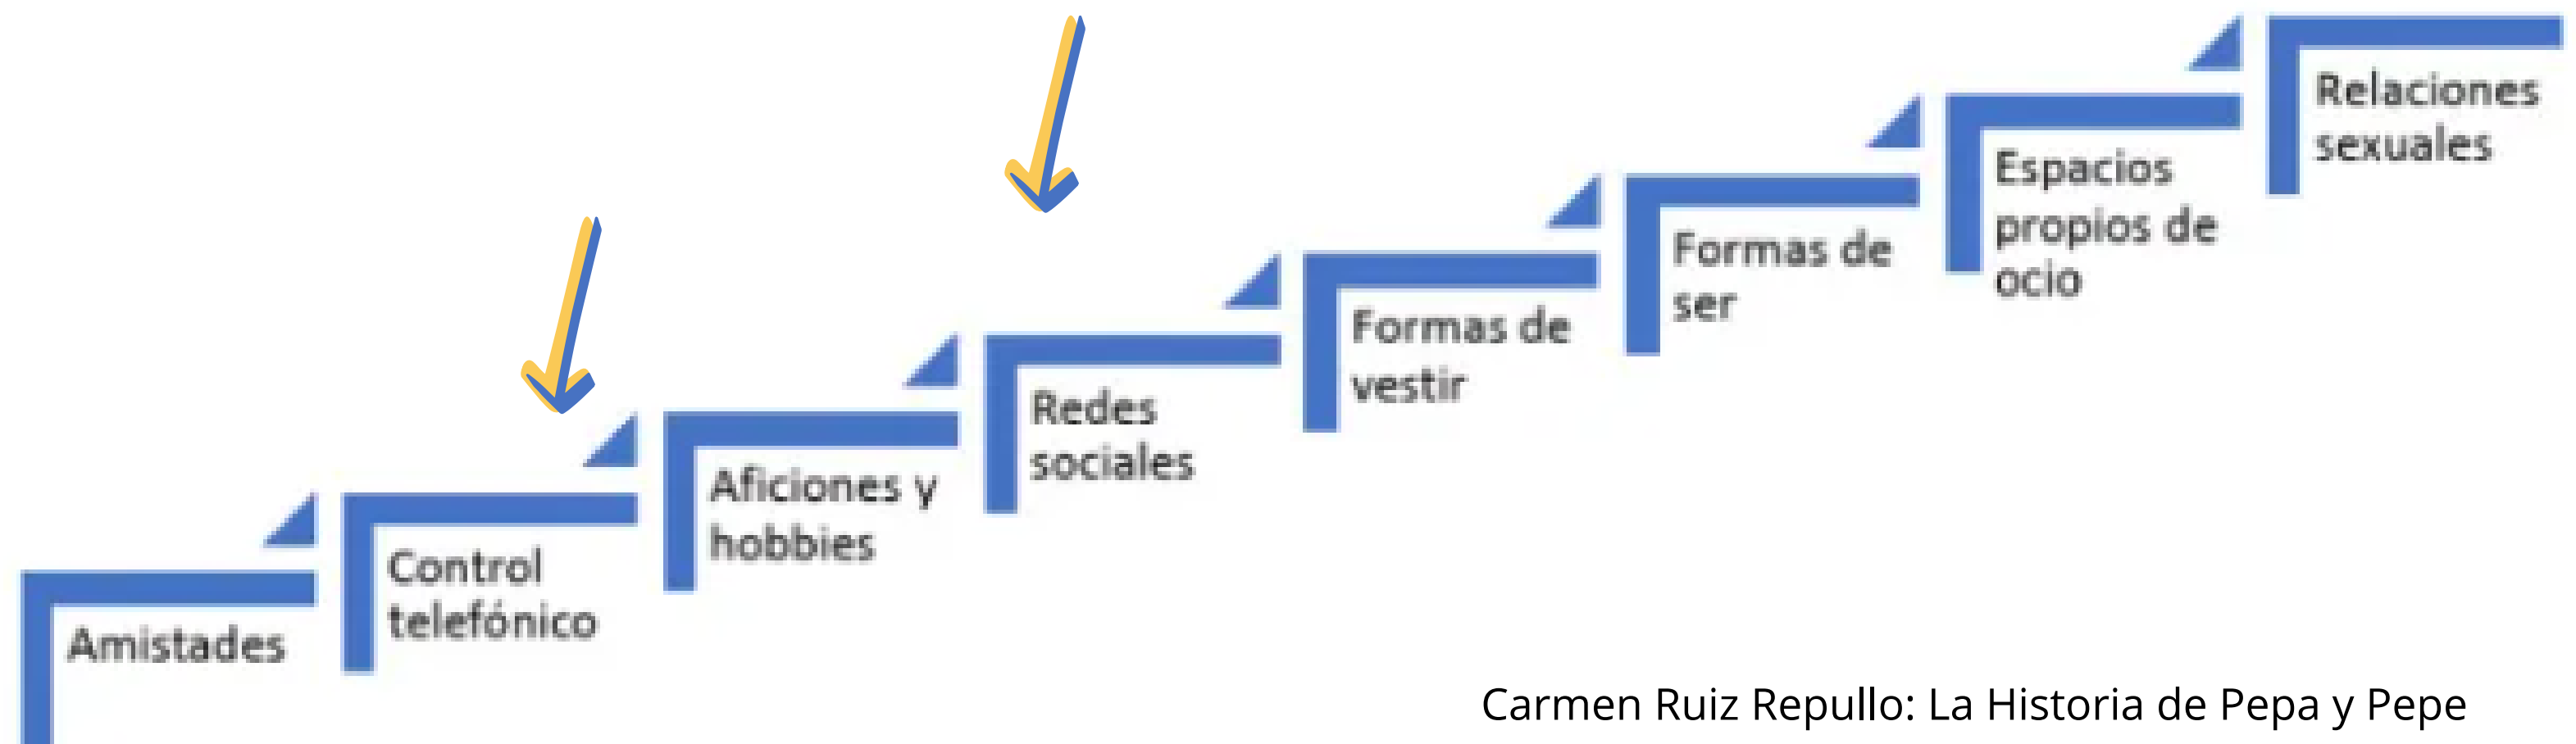 Amistades
Control
telefónico
Aficiones y
hobbies
Redes
sociales
Formas de
vestir
Formas de
ser
Espacios
propios de
ocio
Relaciones
sexuales
Carmen Ruiz Repullo: La Historia de Pepa y Pepe